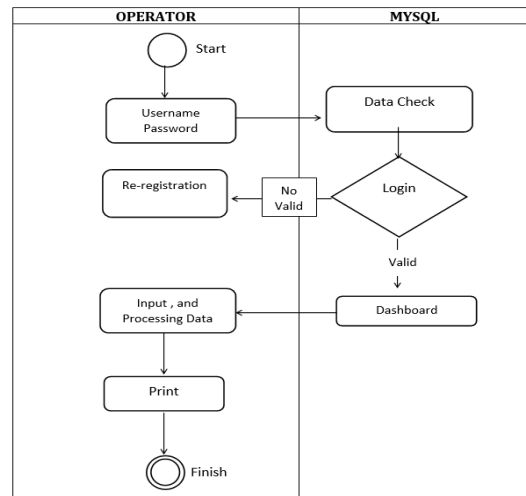 OPERATOR
MYSQL
Start
Username
Password
Data Check
Re-registration
No
Valid
Login
Valid
Input , and
Processing Data
Dashboard
Print
Finish